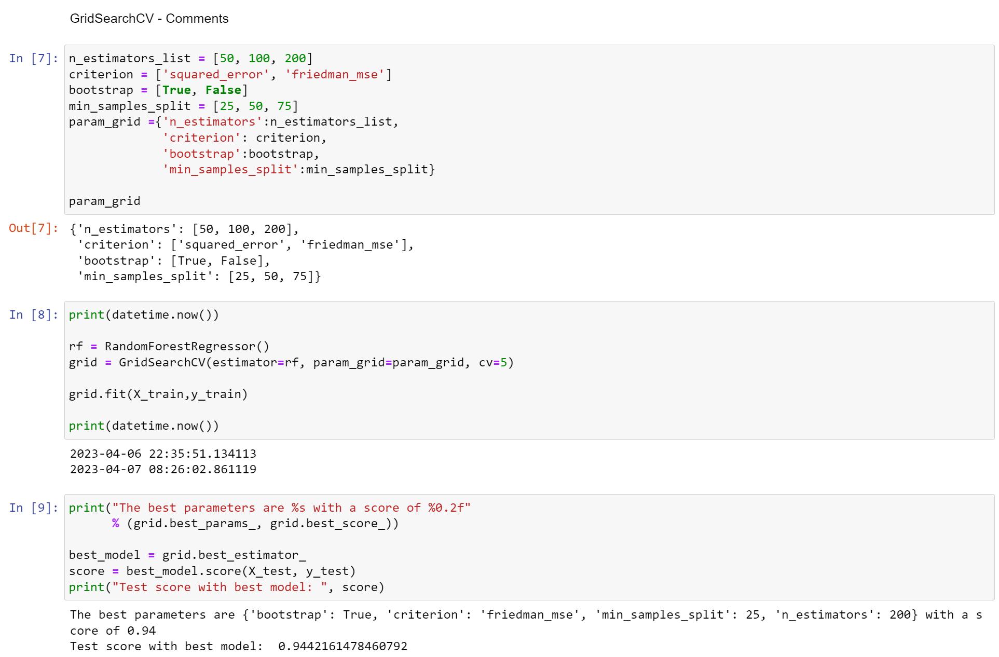 GridSearchCV - Comments
In [7]:
n_estimators_list = [50, 100, 200]
criterion = ['squared_error', 'friedman_mse']
bootstrap = [True, False]
min_samples_split = [25, 50, 75]
param_grid ={'n_estimators':n_estimators_list,
             'criterion': criterion,
             'bootstrap':bootstrap,
             'min_samples_split':min_samples_split}
param_grid
Out[7]:
{'n_estimators': [50, 100, 200],
 'criterion': ['squared_error', 'friedman_mse'],
 'bootstrap': [True, False],
 'min_samples_split': [25, 50, 75]}
In [8]:
print(datetime.now())
rf = RandomForestRegressor()
grid = GridSearchCV(estimator=rf, param_grid=param_grid, cv=5)
grid.fit(X_train,y_train)
print(datetime.now())
2023-04-06 22:35:51.134113
2023-04-07 08:26:02.861119
In [9]:
print("The best parameters are %s with a score of %0.2f"
      % (grid.best_params_, grid.best_score_))
best_model = grid.best_estimator_
score = best_model.score(X_test, y_test)
print("Test score with best model: ", score)
The best parameters are {'bootstrap': True, 'criterion': 'friedman_mse', 'min_samples_split': 25, 'n_estimators': 200} with a s
core of 0.94
Test score with best model:  0.9442161478460792